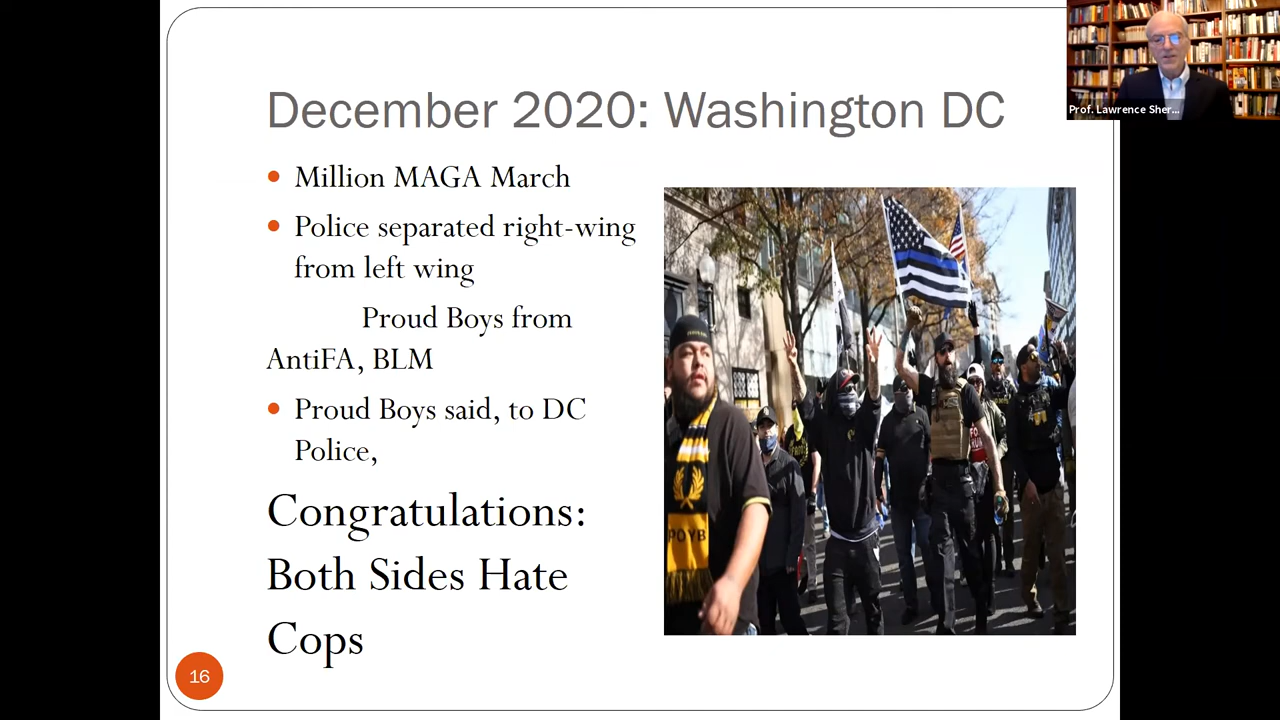 December 2020: Washington DC
Prof. Lawrence Sher...
Million MAGA March
Police separated right-wing
from left wing
Proud Boys from
AntiFA, BLM
Proud Boys said, to DC
Police,
Congratulations:
Both Sides Hate
Cops
POYB
16